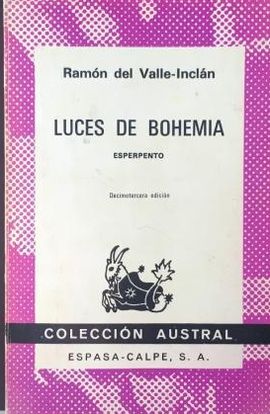 Ramón del Valle-Inclán
LUCES DE BOHEMIA
ESPERPENTO
Decimotercera edición
COLECCIÓN AUSTRAL
ESPASA-CALPE, S. A.